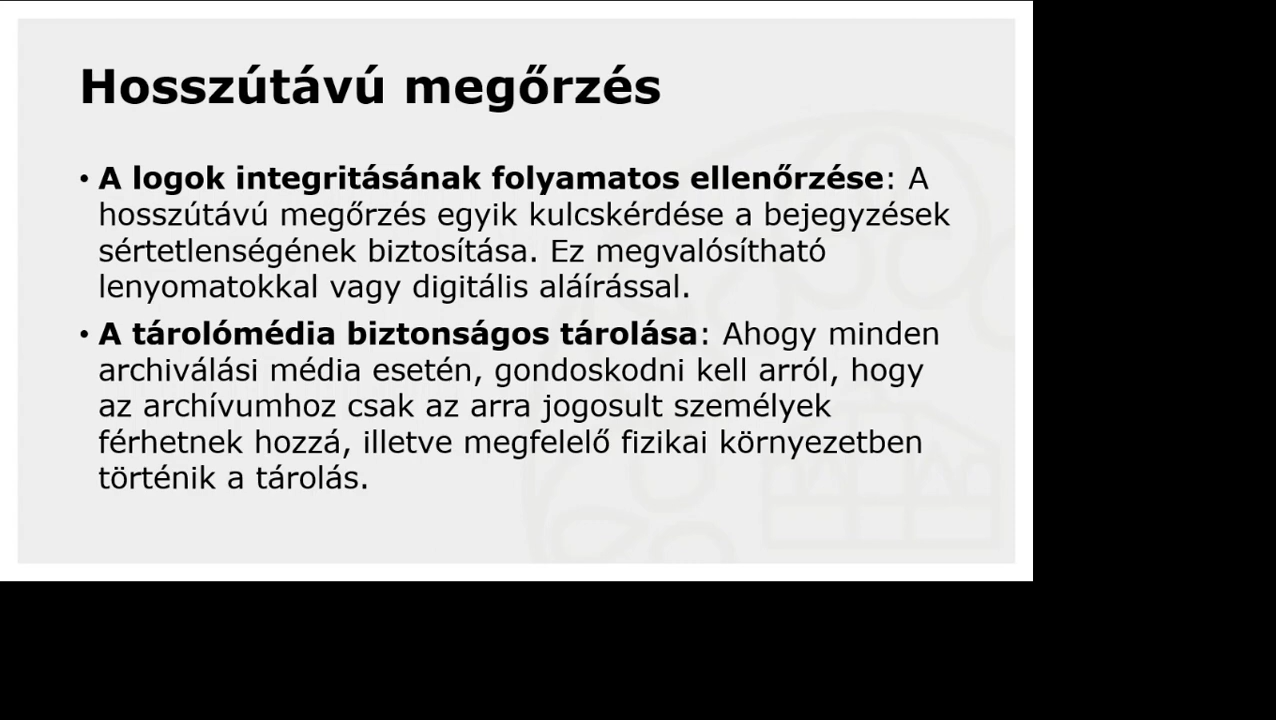 Hosszútávú megőrzés
• A logok integritásának folyamatos ellenőrzése: A
hosszútávú megőrzés egyik kulcskérdése a bejegyzések
sértetlenségének biztosítása. Ez megvalósítható
lenyomatokkal vagy digitális aláírással.
• A tárolómédia biztonságos tárolása: Ahogy minden
archiválási média esetén, gondoskodni kell arról, hogy
az archívumhoz csak az arra jogosult személyek
férhetnek hozzá, illetve megfelelő fizikai környezetben
történik a tárolás.